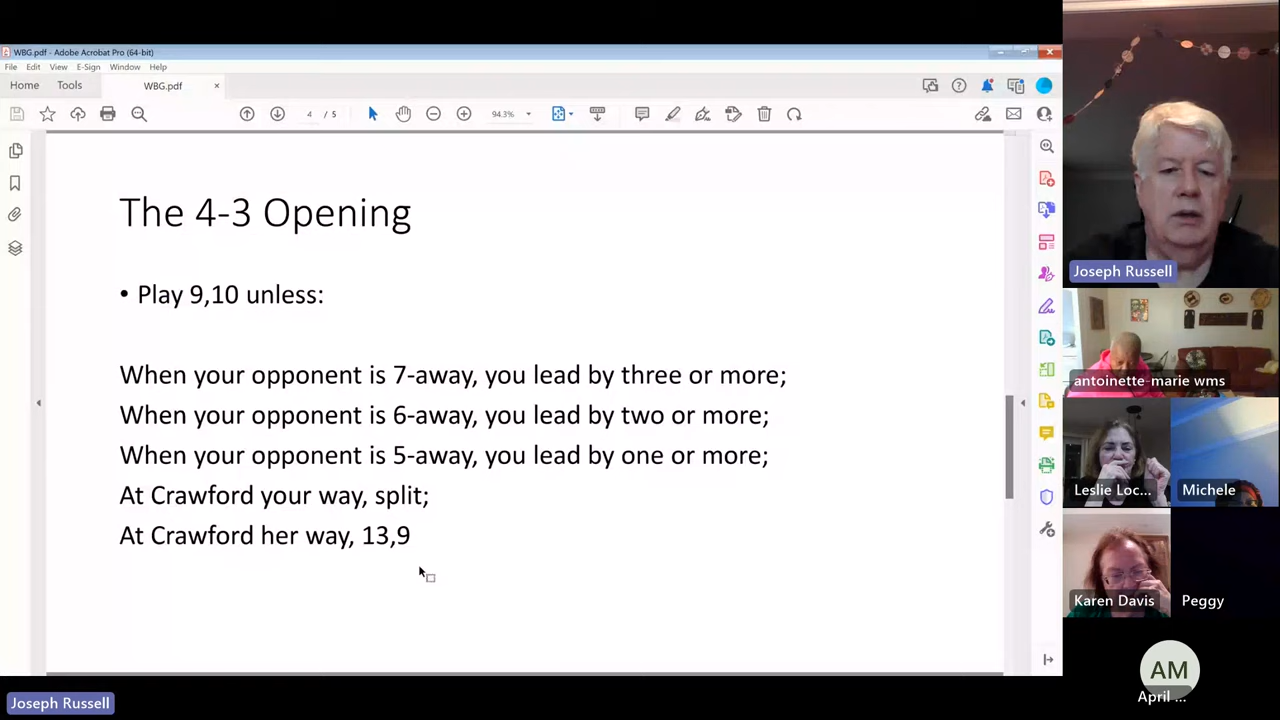 WBG.pdf - Adobe Acrobat Pro (64-bit)
File Edit View E-Sign Window Help
Home Tools WBG.pdf ×
4 / 5 94.3%
The 4-3 Opening
• Play 9,10 unless:
When your opponent is 7-away, you lead by three or more;
When your opponent is 6-away, you lead by two or more;
When your opponent is 5-away, you lead by one or more;
At Crawford your way, split;
At Crawford her way, 13,9
Joseph Russell
antoinette-marie wms
Leslie Loc...
Michele
Karen Davis
Peggy
AM
April ...
Joseph Russell